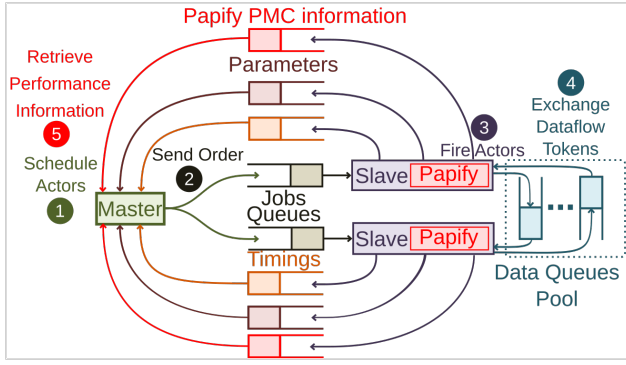 Papify PMC information
Retrieve
Performance
Information
5
Parameters
4
Exchange
Dataflow
Tokens
3
Fire Actors
Send Order
2
Schedule
Actors
1
Master
Jobs
Queues
Slave Papify
Slave Papify
Timings
Data Queues
Pool